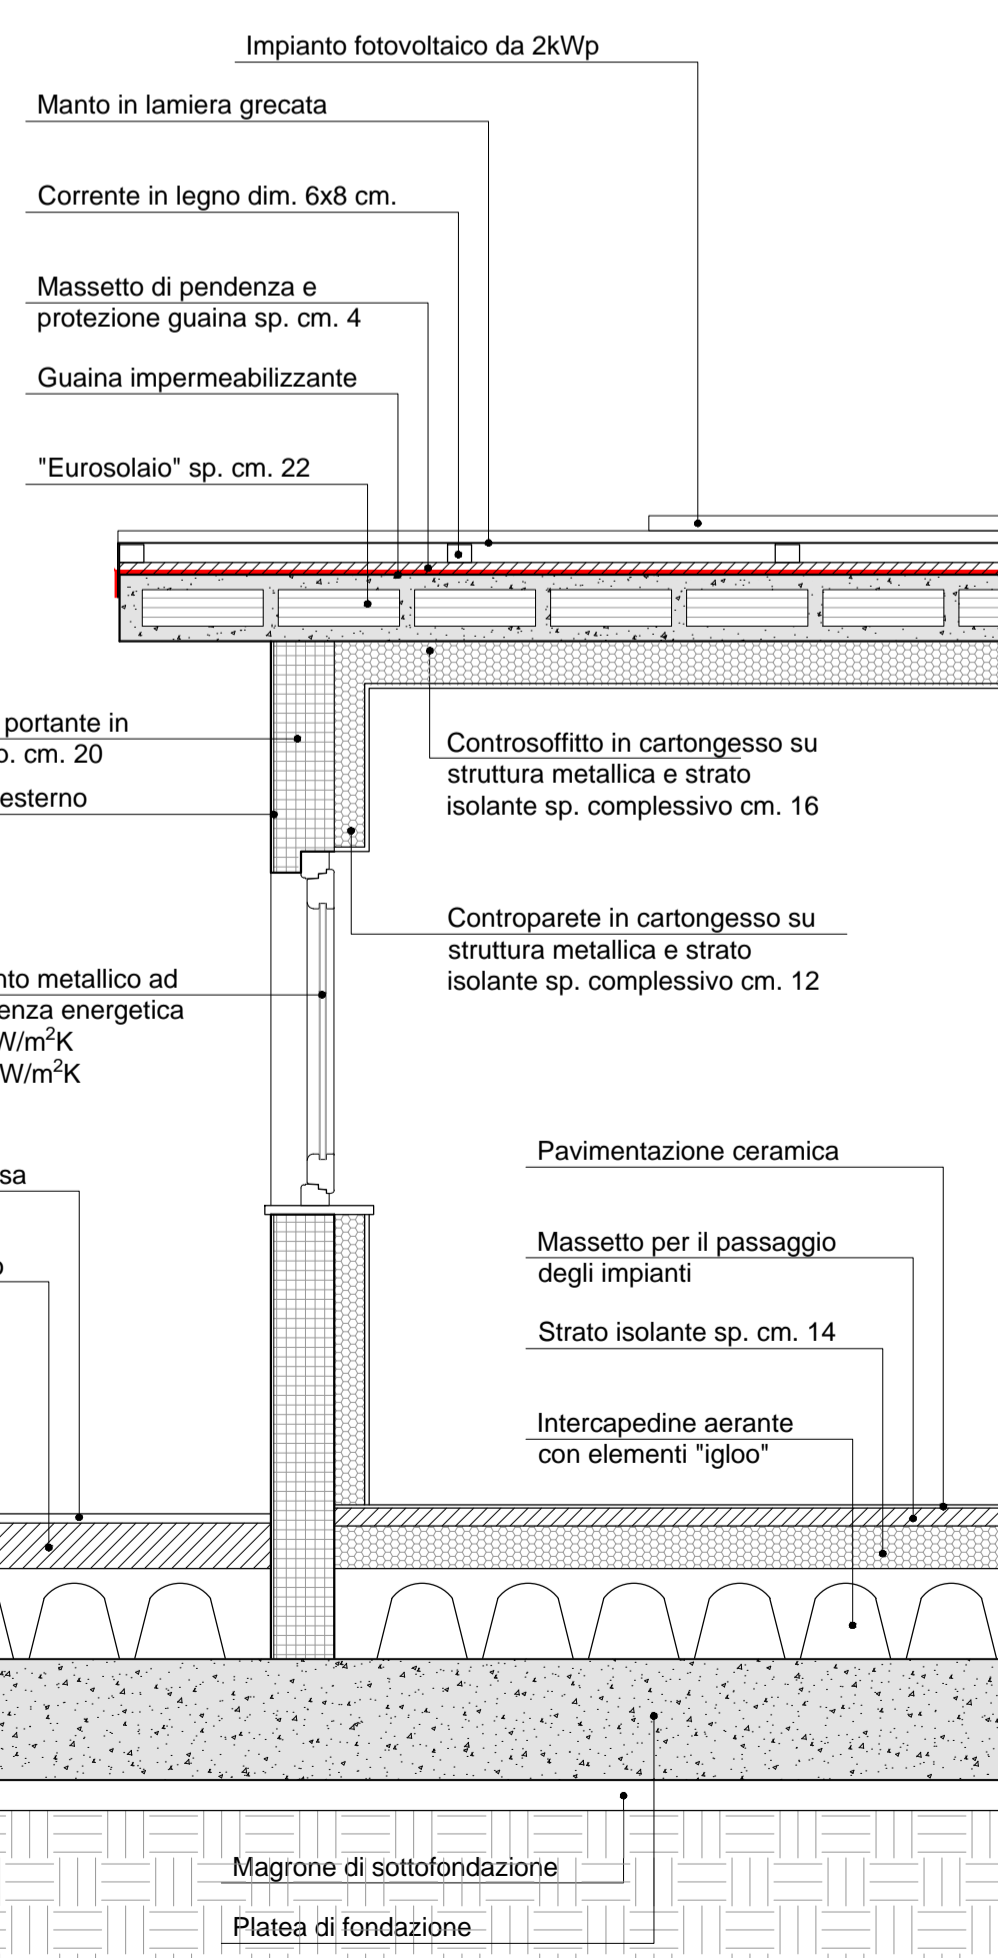 Impianto fotovoltaico da 2kWp
Manto in lamiera grecata
Corrente in legno dim. 6x8 cm.
Massetto di pendenza e
protezione guaina sp. cm. 4
Guaina impermeabilizzante
"Eurosolaio" sp. cm. 22
portante in
cm. 20
esterno
Controsoffitto in cartongesso su
struttura metallica e strato
isolante sp. complessivo cm. 16
Controparete in cartongesso su
struttura metallica e strato
isolante sp. complessivo cm. 12
nto metallico ad
enza energetica
W/m²K
W/m²K
sa
Pavimentazione ceramica
Massetto per il passaggio
degli impianti
Strato isolante sp. cm. 14
Intercapedine aerante
con elementi "igloo"
Magrone di sottofondazione
Platea di fondazione